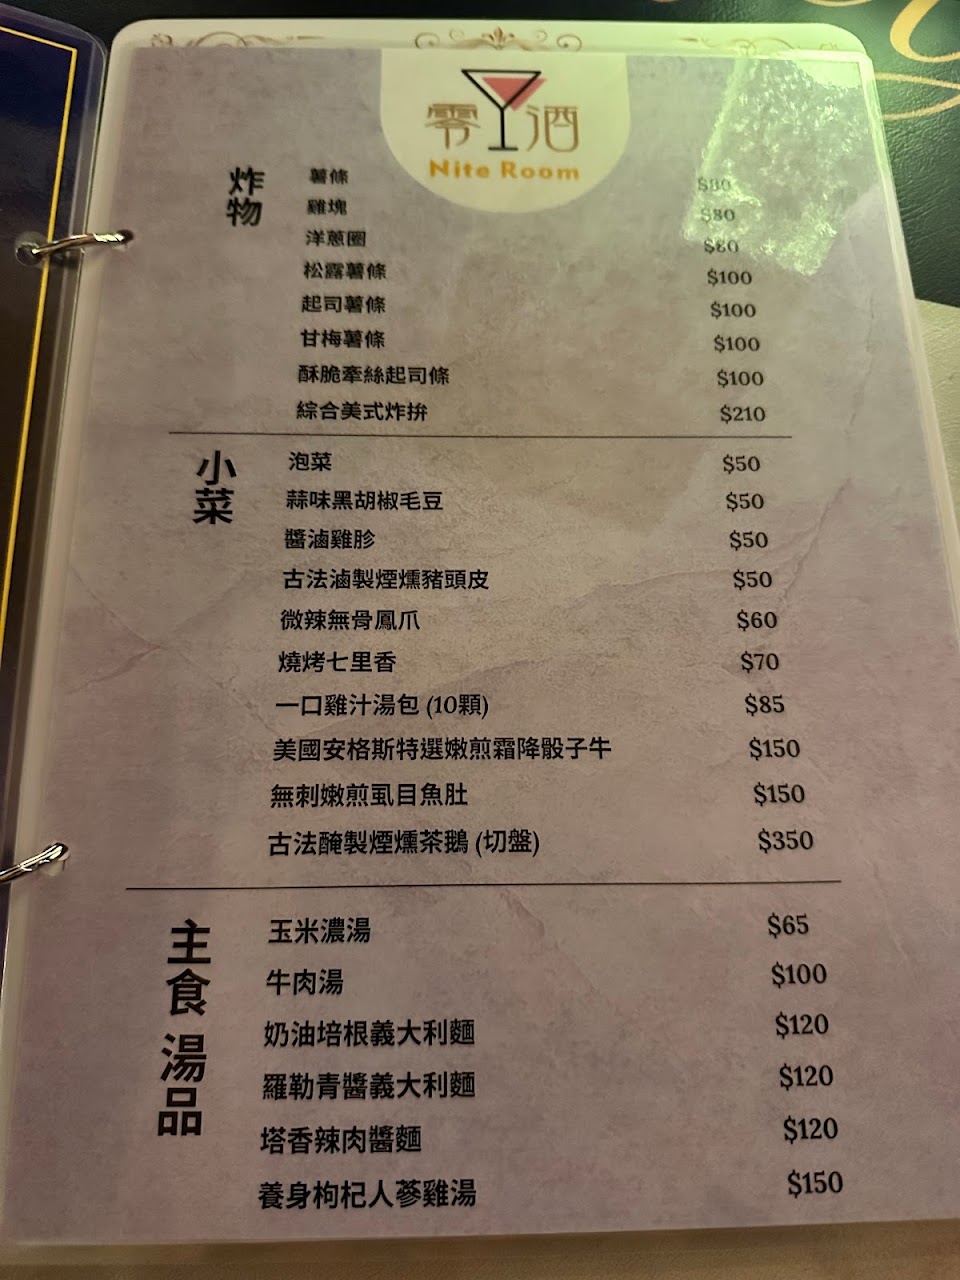 零酒
Nite Room
炸物
薯條 $80
雞塊 $80
洋蔥圈 $80
松露薯條 $100
起司薯條 $100
甘梅薯條 $100
酥脆牽絲起司條 $100
綜合美式炸拚 $210
小菜
泡菜 $50
蒜味黑胡椒毛豆 $50
醬滷雞胗 $50
古法滷製煙燻豬頭皮 $50
微辣無骨鳳爪 $60
燒烤七里香 $70
一口雞汁湯包 (10顆) $85
美國安格斯特選嫩煎霜降骰子牛 $150
無刺嫩煎虱目魚肚 $150
古法醃製煙燻茶鵝 (切盤) $350
主食 湯品
玉米濃湯 $65
牛肉湯 $100
奶油培根義大利麵 $120
羅勒青醬義大利麵 $120
塔香辣肉醬麵 $120
養身枸杞人蔘雞湯 $150